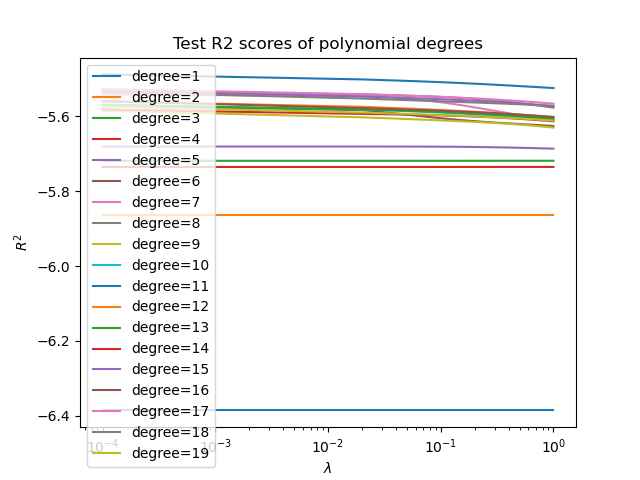 Test R2 scores of polynomial degrees
R²
−5.6
−5.8
−6.0
−6.2
−6.4
degree=1
degree=2
degree=3
degree=4
degree=5
degree=6
degree=7
degree=8
degree=9
degree=10
degree=11
degree=12
degree=13
degree=14
degree=15
degree=16
degree=17
degree=18
degree=19
10⁻⁴ 10⁻³ 10⁻² 10⁻¹ 10⁰
λ